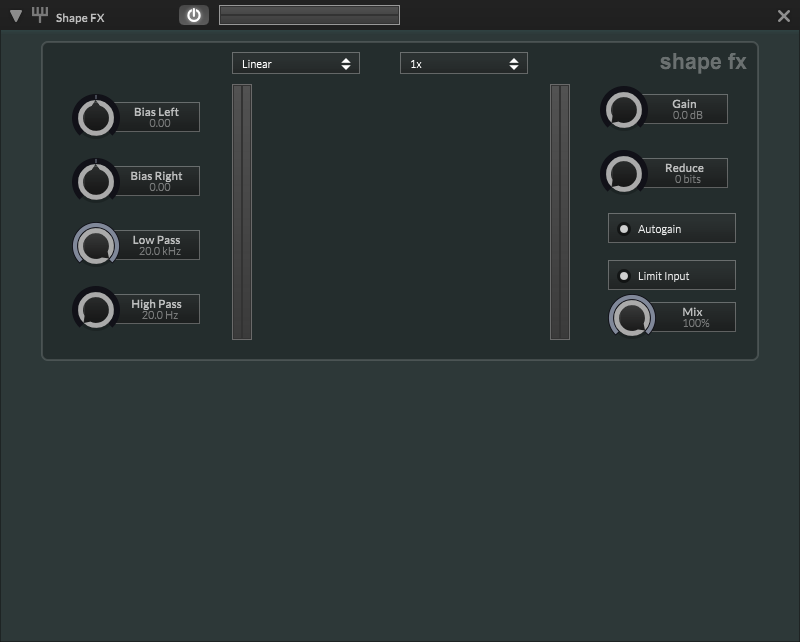 Shape FX
Linear
1x
shape fx
Bias Left
0.00
Bias Right
0.00
Low Pass
20.0 kHz
High Pass
20.0 Hz
Gain
0.0 dB
Reduce
0 bits
Autogain
Limit Input
Mix
100%